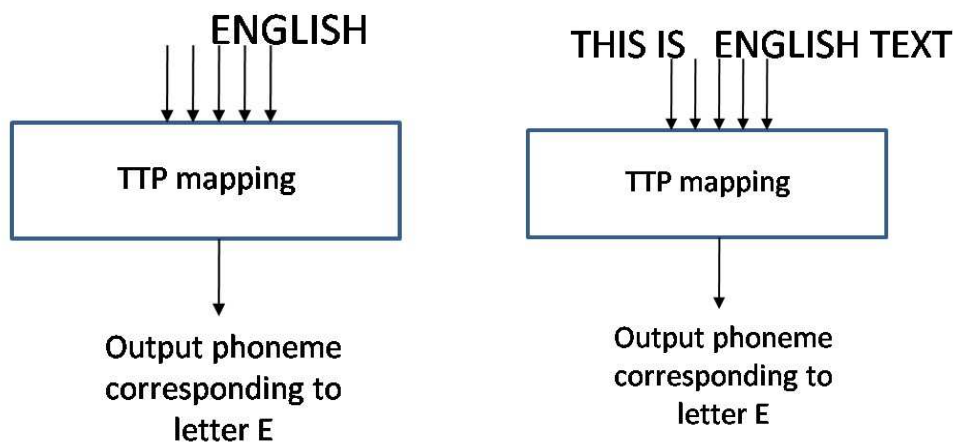 ENGLISH
TTP mapping
Output phoneme
corresponding to
letter E
THIS IS ENGLISH TEXT
TTP mapping
Output phoneme
corresponding to
letter E